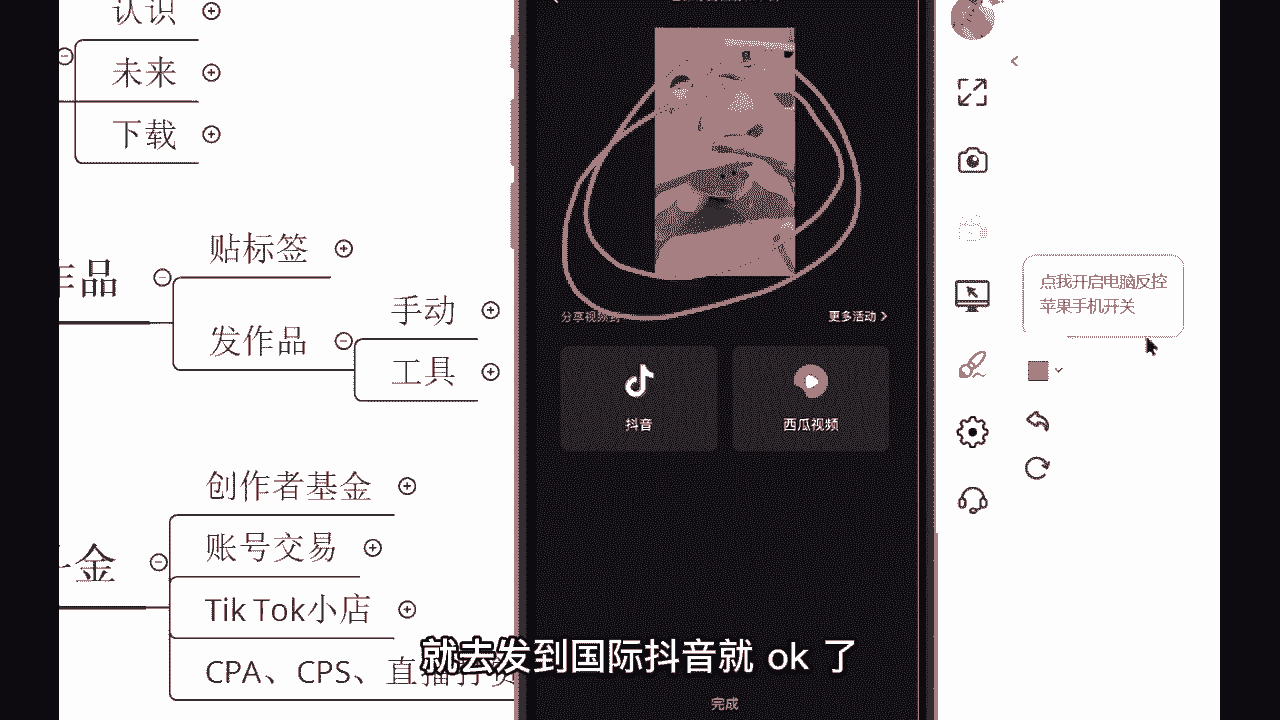 认识
未来
下载
作品
贴标签
发作品
手动
工具
创作者基金
账号交易
Tik Tok小店
CPA、CPS、直播打赏
金
分享视频到
更多活动
抖音
西瓜视频
完成
点我开启电脑反控
苹果手机开关
就去发到国际抖音就 ok 了